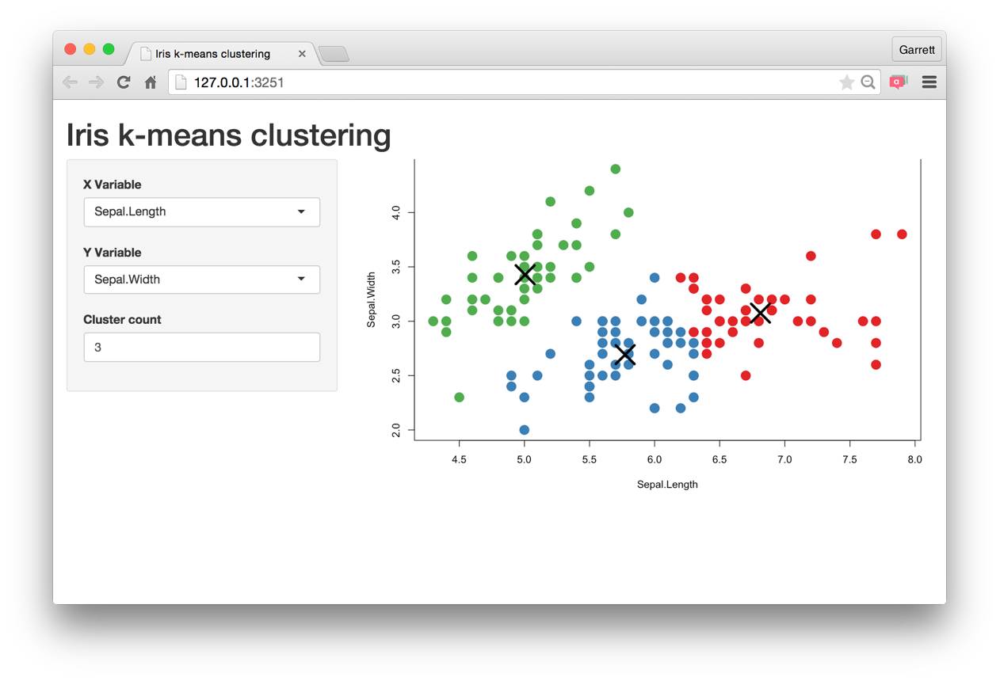 Iris k-means clustering
Garrett
127.0.0.1:3251
Iris k-means clustering
X Variable
Sepal.Length
Y Variable
Sepal.Width
Cluster count
3
Sepal.Width
4.0
3.5
3.0
2.5
2.0
4.5 5.0 5.5 6.0 6.5 7.0 7.5 8.0
Sepal.Length